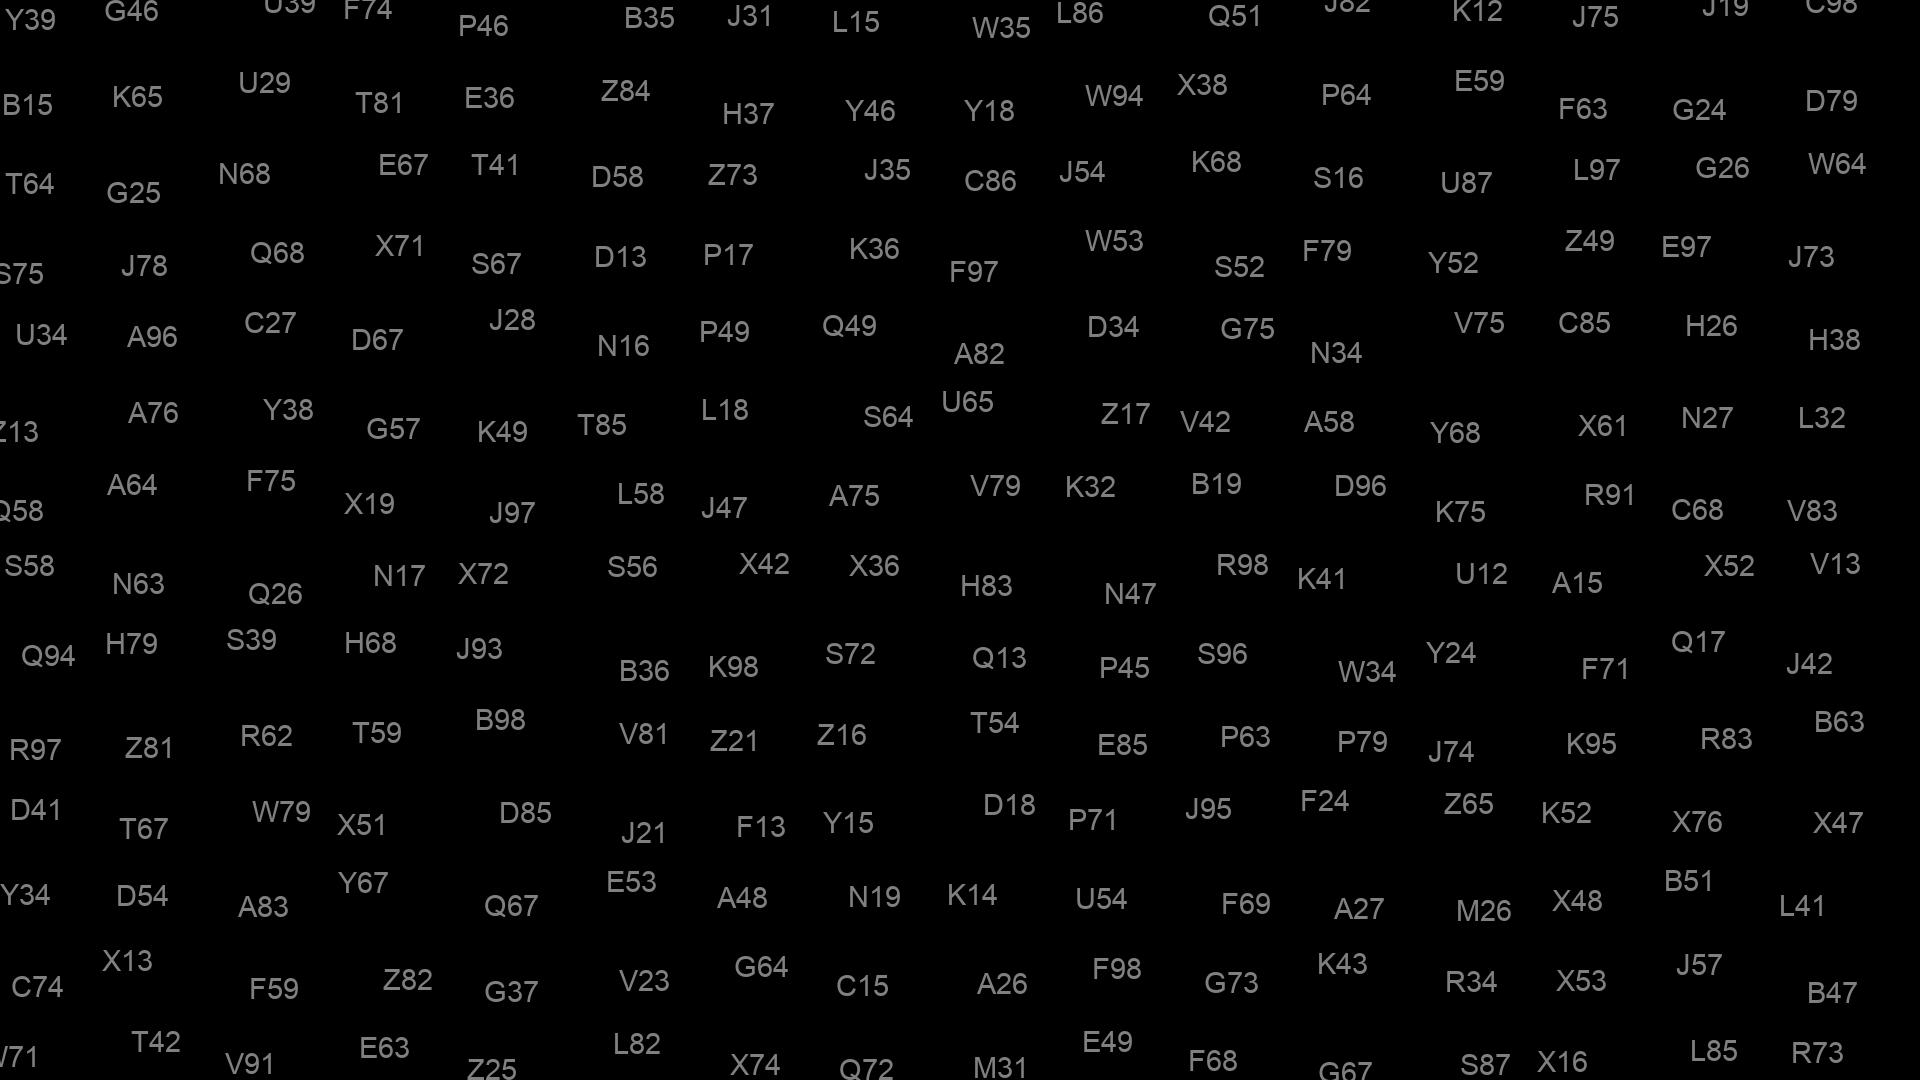 Y39 G46 U39 F74 P46 B35 J31 L15 W35 L86 Q51 J82 K12 J75 J19 C98
B15 K65 U29 T81 E36 Z84 H37 Y46 Y18 W94 X38 P64 E59 F63 G24 D79
T64 G25 N68 E67 T41 D58 Z73 J35 C86 J54 K68 S16 U87 L97 G26 W64
S75 J78 Q68 X71 S67 D13 P17 K36 F97 W53 S52 F79 Y52 Z49 E97 J73
U34 A96 C27 D67 J28 N16 P49 Q49 A82 D34 G75 N34 V75 C85 H26 H38
Z13 A76 Y38 G57 K49 T85 L18 S64 U65 Z17 V42 A58 Y68 X61 N27 L32
Q58 A64 F75 X19 J97 L58 J47 A75 V79 K32 B19 D96 K75 R91 C68 V83
S58 N63 Q26 N17 X72 S56 X42 X36 H83 N47 R98 K41 U12 A15 X52 V13
Q94 H79 S39 H68 J93 B36 K98 S72 Q13 P45 S96 W34 Y24 F71 Q17 J42
R97 Z81 R62 T59 B98 V81 Z21 Z16 T54 E85 P63 P79 J74 K95 R83 B63
D41 T67 W79 X51 D85 J21 F13 Y15 D18 P71 J95 F24 Z65 K52 X76 X47
Y34 D54 A83 Y67 Q67 E53 A48 N19 K14 U54 F69 A27 M26 X48 B51 L41
C74 X13 F59 Z82 G37 V23 G64 C15 A26 F98 G73 K43 R34 X53 J57 B47
T42 V91 E63 Z25 L82 X74 Q72 M31 E49 F68 G67 S87 X16 L85 R73